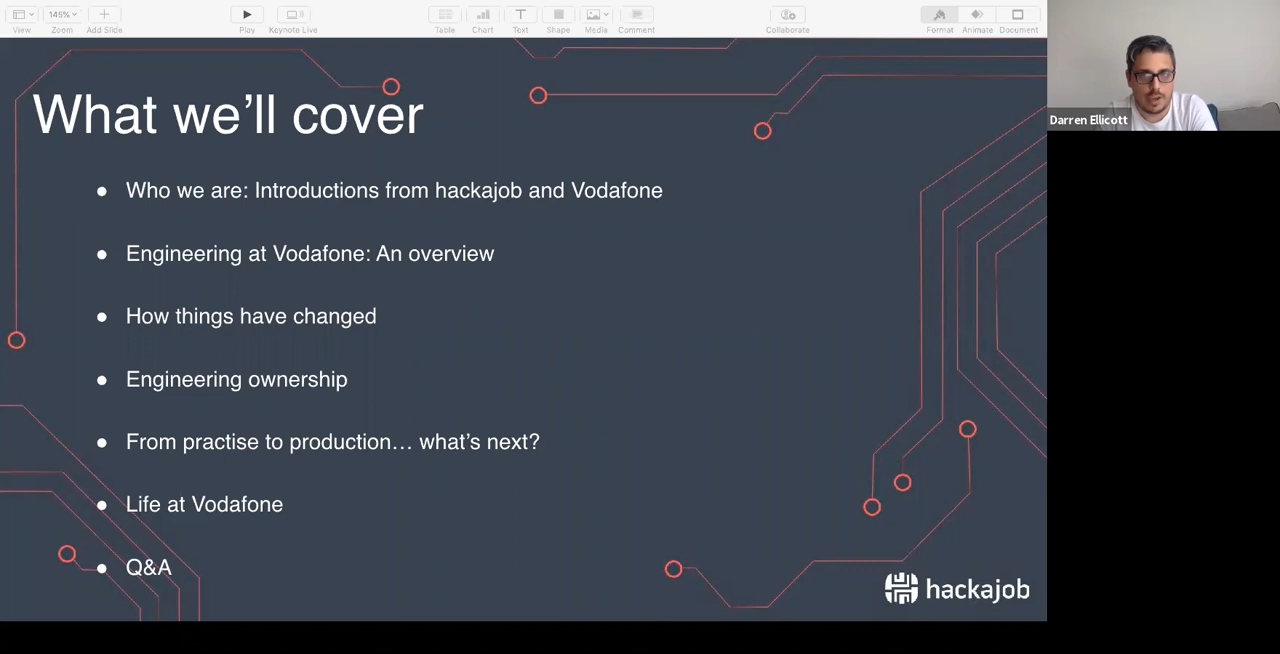 145%
View
Zoom
Add Slide
Play
Keynote Live
Table
Chart
Text
Shape
Media
Comment
Collaborate
Format
Animate
Document
Darren Ellicott
What we'll cover
● Who we are: Introductions from hackajob and Vodafone
● Engineering at Vodafone: An overview
● How things have changed
● Engineering ownership
● From practise to production… what's next?
● Life at Vodafone
● Q&A
hackajob